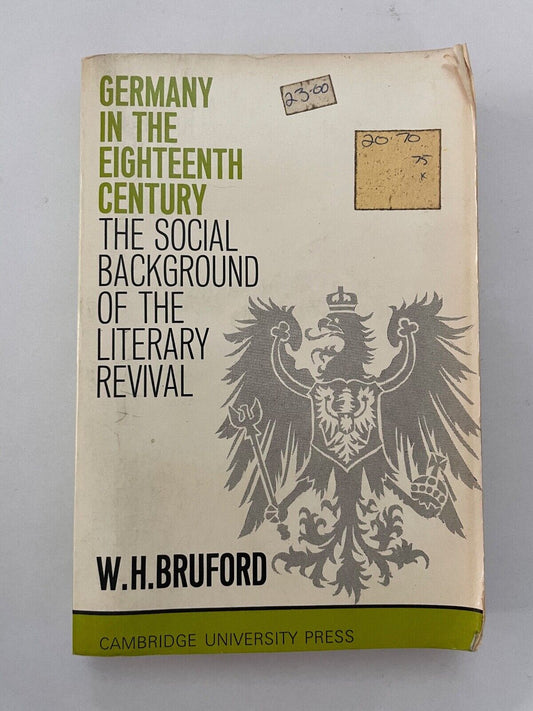 GERMANY
IN THE
EIGHTEENTH
CENTURY
THE SOCIAL
BACKGROUND
OF THE
LITERARY
REVIVAL
23.00
20.70
75
x
W.H.BRUFORD
CAMBRIDGE UNIVERSITY PRESS